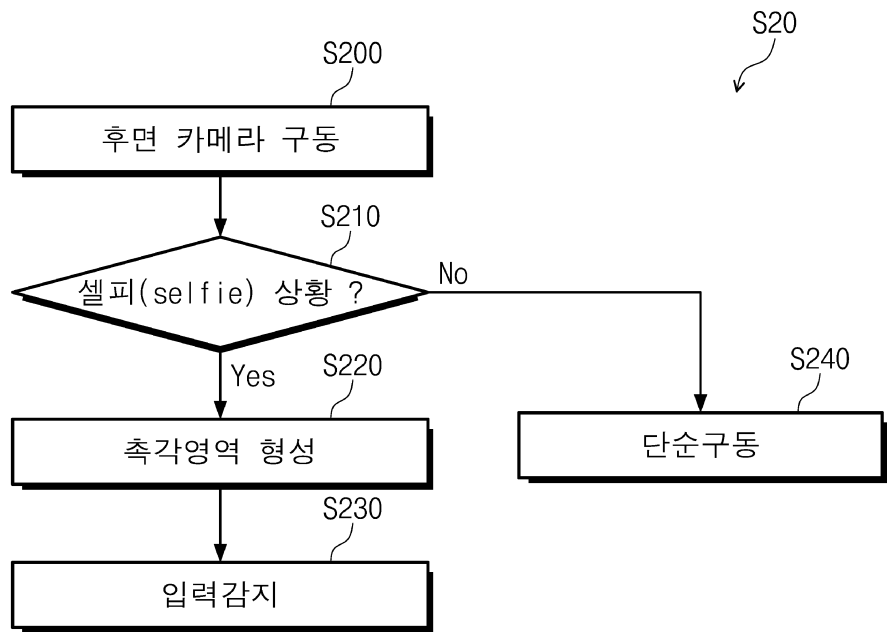 S20
S200
후면 카메라 구동
S210
셀피(selfie) 상황 ?
No
Yes
S220
촉각영역 형성
S240
단순구동
S230
입력감지